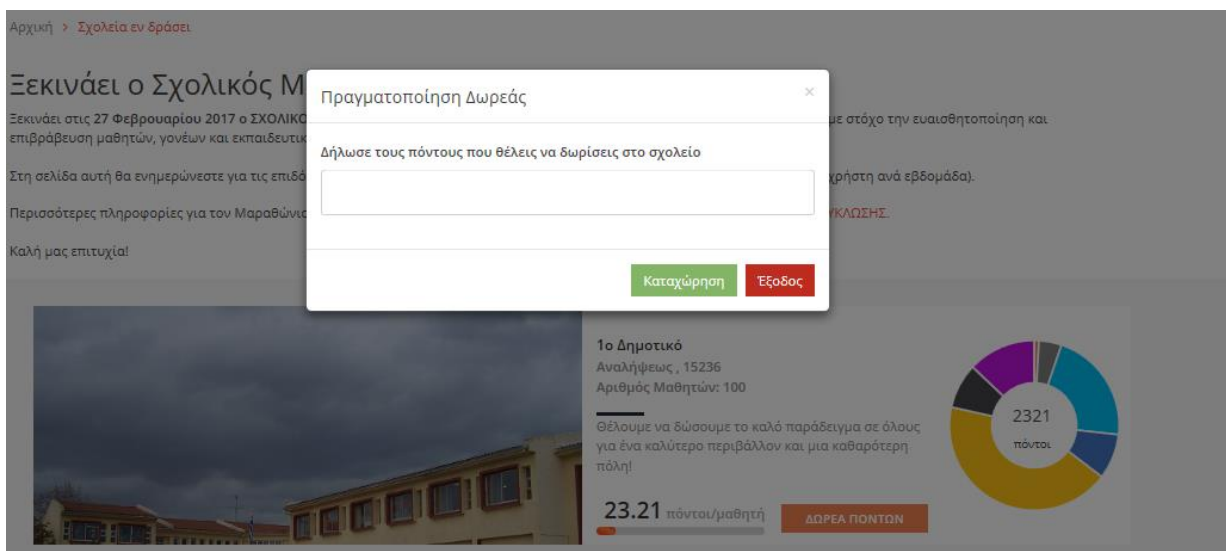 Αρχική > Σχολεία εν δράσει
Ξεκινάει ο Σχολικός Μ
Ξεκινάει στις 27 Φεβρουαρίου 2017 ο ΣΧΟΛΙΚΟ
με στόχο την ευαισθητοποίηση και
επιβράβευση μαθητών, γονέων και εκπαιδευτικ
Στη σελίδα αυτή θα ενημερώνεστε για τις επιδό
χρήστη ανά εβδομάδα).
Περισσότερες πληροφορίες για τον Μαραθώνιο
ΥΚΛΩΣΗΣ.
Καλή μας επιτυχία!
Πραγματοποίηση Δωρεάς ×
Δήλωσε τους πόντους που θέλεις να δωρίσεις στο σχολείο
Καταχώρηση Έξοδος
1ο Δημοτικό
Αναλήψεως , 15236
Αριθμός Μαθητών: 100
Θέλουμε να δώσουμε το καλό παράδειγμα σε όλους
για ένα καλύτερο περιβάλλον και μια καθαρότερη
πόλη!
23.21 πόντοι/μαθητή
ΔΩΡΕΑ ΠΟΝΤΩΝ
2321
πόντοι